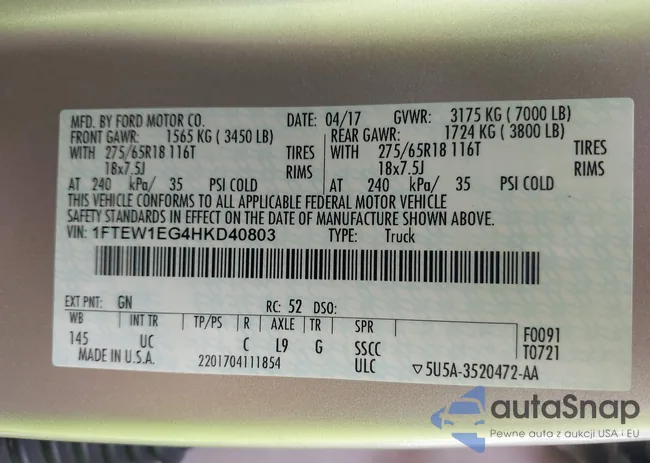 MFD. BY FORD MOTOR CO. DATE: 04/17 GVWR: 3175 KG ( 7000 LB)
FRONT GAWR: 1565 KG ( 3450 LB) REAR GAWR: 1724 KG ( 3800 LB)
WITH 275/65R18 116T TIRES WITH 275/65R18 116T TIRES
18x7.5J RIMS 18x7.5J RIMS
AT 240 kPa/ 35 PSI COLD AT 240 kPa/ 35 PSI COLD
THIS VEHICLE CONFORMS TO ALL APPLICABLE FEDERAL MOTOR VEHICLE
SAFTETY STANDARDS IN EFFECT ON THE DATE OF MANUFACTURE SHOWN ABOVE.
VIN: 1FTEW1EG4HKD40803 TYPE: Truck
EXT PNT: GN RC: 52 DSO:
WB INT TR TP/PS R AXLE TR SPR F0091
145 UC C L9 G SSCC T0721
MADE IN U.S.A. 2201704111854 ULC ▽5U5A-3520472-AA
autaSnap
Pewne auta z aukcji USA i EU